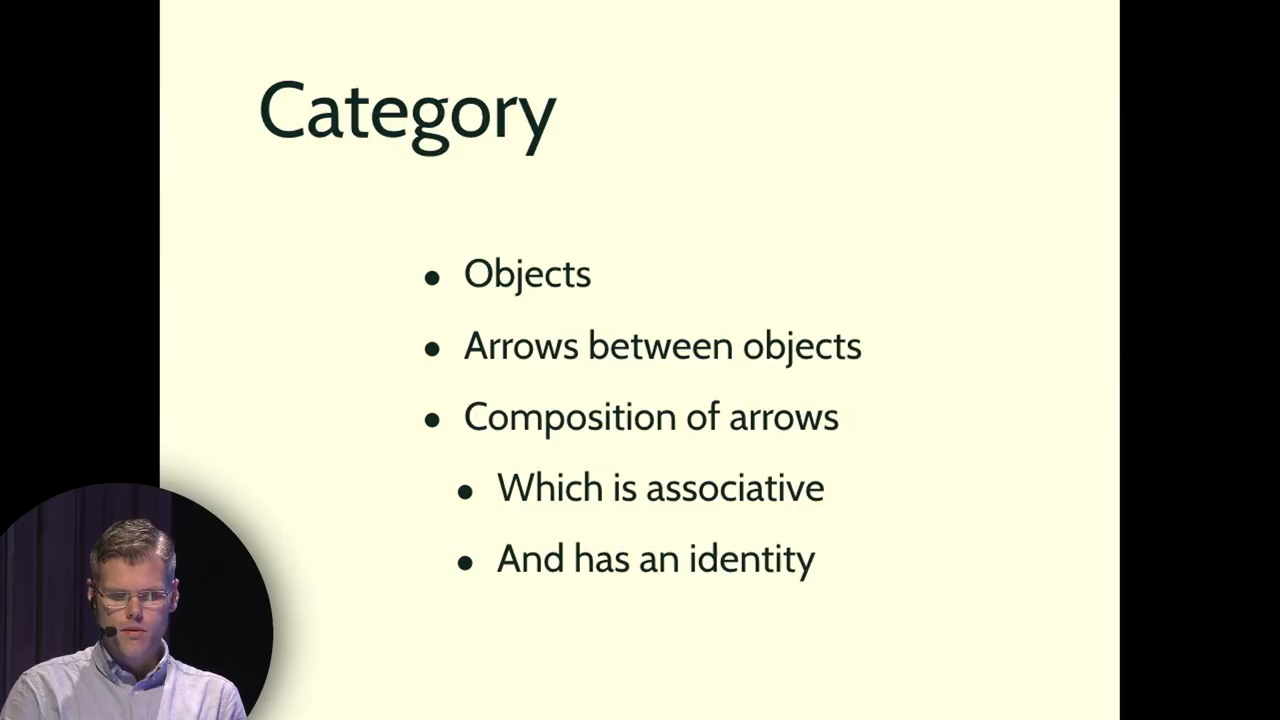 Category
• Objects
• Arrows between objects
• Composition of arrows
• Which is associative
• And has an identity